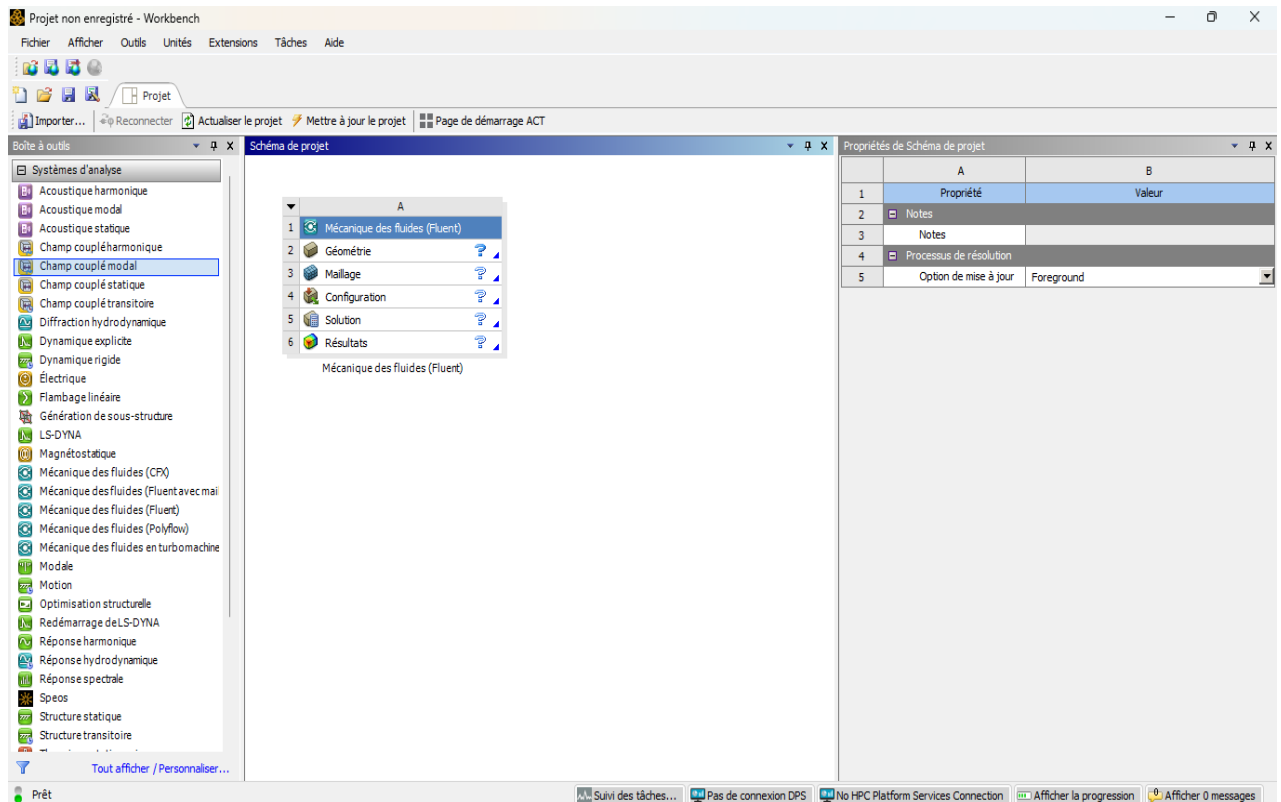 Projet non enregistré - Workbench
Fichier Afficher Outils Unités Extensions Tâches Aide
Projet
Importer... Reconnecter Actualiser le projet Mettre à jour le projet Page de démarrage ACT
Boîte à outils
Systèmes d'analyse
Acoustique harmonique
Acoustique modal
Acoustique statique
Champ couplé harmonique
Champ couplé modal
Champ couplé statique
Champ couplé transitoire
Diffraction hydrodynamique
Dynamique explicite
Dynamique rigide
Électrique
Flambage linéaire
Génération de sous-structure
LS-DYNA
Magnétostatique
Mécanique des fluides (CFX)
Mécanique des fluides (Fluent avec mai
Mécanique des fluides (Fluent)
Mécanique des fluides (Polyflow)
Mécanique des fluides en turbomachine
Modale
Motion
Optimisation structurelle
Redémarrage de LS-DYNA
Réponse harmonique
Réponse hydrodynamique
Réponse spectrale
Speos
Structure statique
Structure transitoire
Tout afficher / Personnaliser...
Schéma de projet
A
1 Mécanique des fluides (Fluent)
2 Géométrie ?
3 Maillage ?
4 Configuration ?
5 Solution ?
6 Résultats ?
Mécanique des fluides (Fluent)
Propriétés de Schéma de projet
A B
1 Propriété Valeur
2 Notes
3 Notes
4 Processus de résolution
5 Option de mise à jour Foreground
Prêt
Suivi des tâches... Pas de connexion DPS No HPC Platform Services Connection Afficher la progression Afficher 0 messages